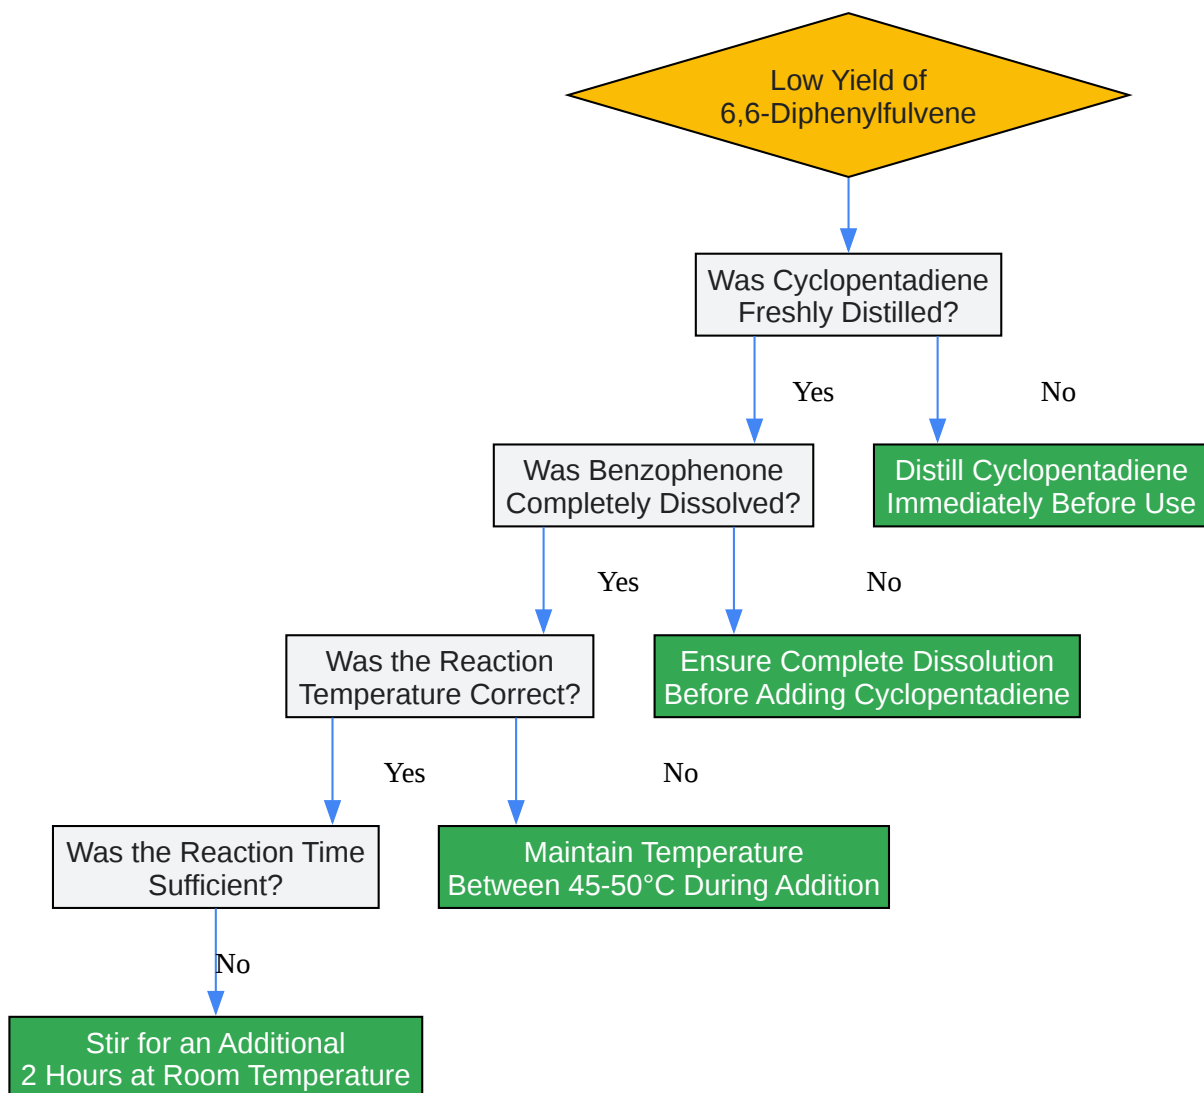 Low Yield of
6,6-Diphenylfulvene
Was Cyclopentadiene
Freshly Distilled?
Yes
No
Was Benzophenone
Completely Dissolved?
Distill Cyclopentadiene
Immediately Before Use
Yes
No
Was the Reaction
Temperature Correct?
Ensure Complete Dissolution
Before Adding Cyclopentadiene
Yes
No
Was the Reaction Time
Sufficient?
Maintain Temperature
Between 45-50°C During Addition
No
Stir for an Additional
2 Hours at Room Temperature